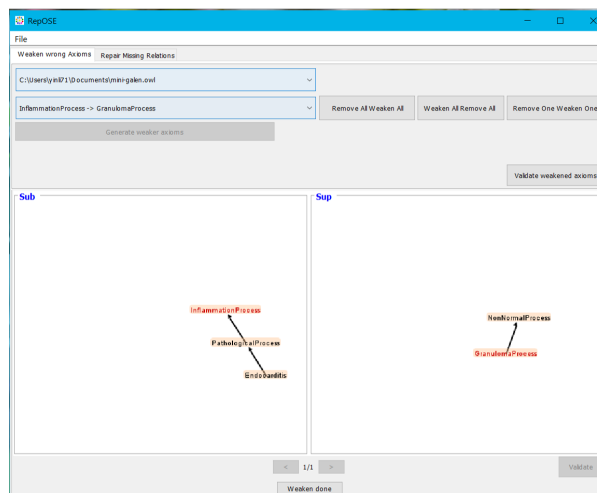 RepOSE
File
Weaken wrong Axioms Repair Missing Relations
C:\Users\yinli71\Documents\mini-galen.owl
InflammationProcess -> GranulomaProcess Remove All Weaken All Weaken All Remove All Remove One Weaken One
Generate weaker axioms
Validate weakened axioms
Sub Sup
InflammationProcess
NonNormalProcess
PathologicalProcess
GranulomaProcess
Endocarditis
< 1/1 > Validate
Weaken done